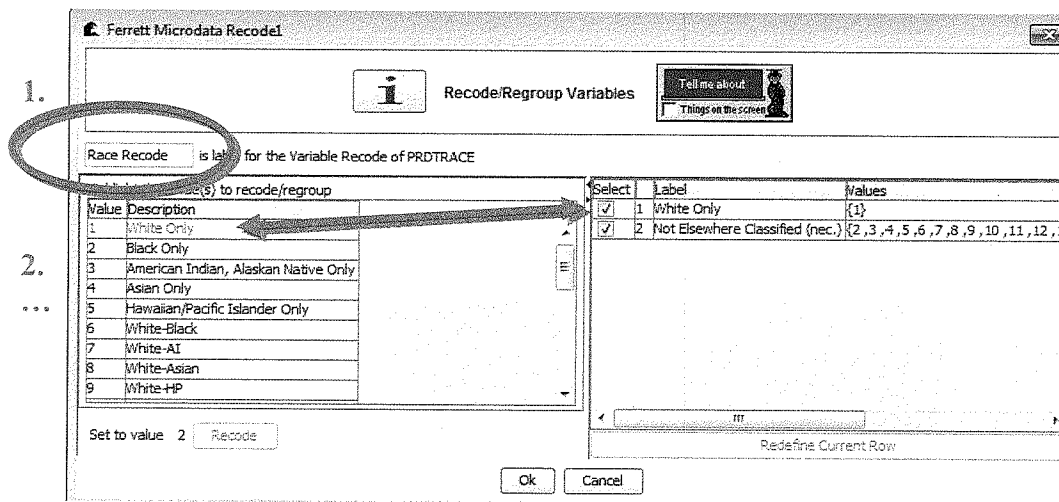 Ferrett Microdata Recode1
1.
i
Recode/Regroup Variables
Tell me about
Things on the screen
Race Recode
is label for the Variable Recode of PRDTRACE
to recode/regroup
Value Description
1 White Only
2 Black Only
3 American Indian, Alaskan Native Only
4 Asian Only
5 Hawaiian/Pacific Islander Only
6 White-Black
7 White-AI
8 White-Asian
9 White-HP
2.
...
Select Label Values
1 White Only {1}
2 Not Elsewhere Classified (nec.) {2 ,3 ,4 ,5 ,6 ,7 ,8 ,9 ,10 ,11 ,12 ,
Set to value 2 Recode
Redefine Current Row
Ok Cancel